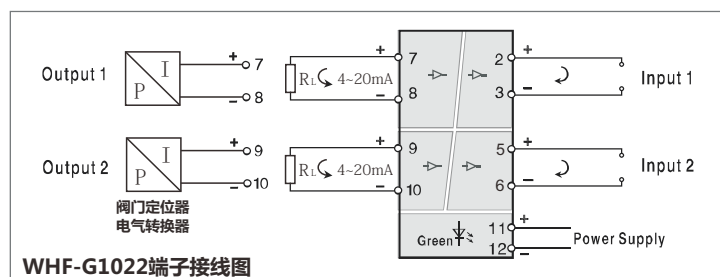 Output 1
I
P
+
7
−
8
RL 4~20mA
+
7
−
8
2
+
3
−
Input 1
Output 2
I
P
+
9
−
10
RL 4~20mA
+
9
−
10
5
+
6
−
Input 2
阀门定位器
电气转换器
Green
11
+
12
−
Power Supply
WHF-G1022端子接线图